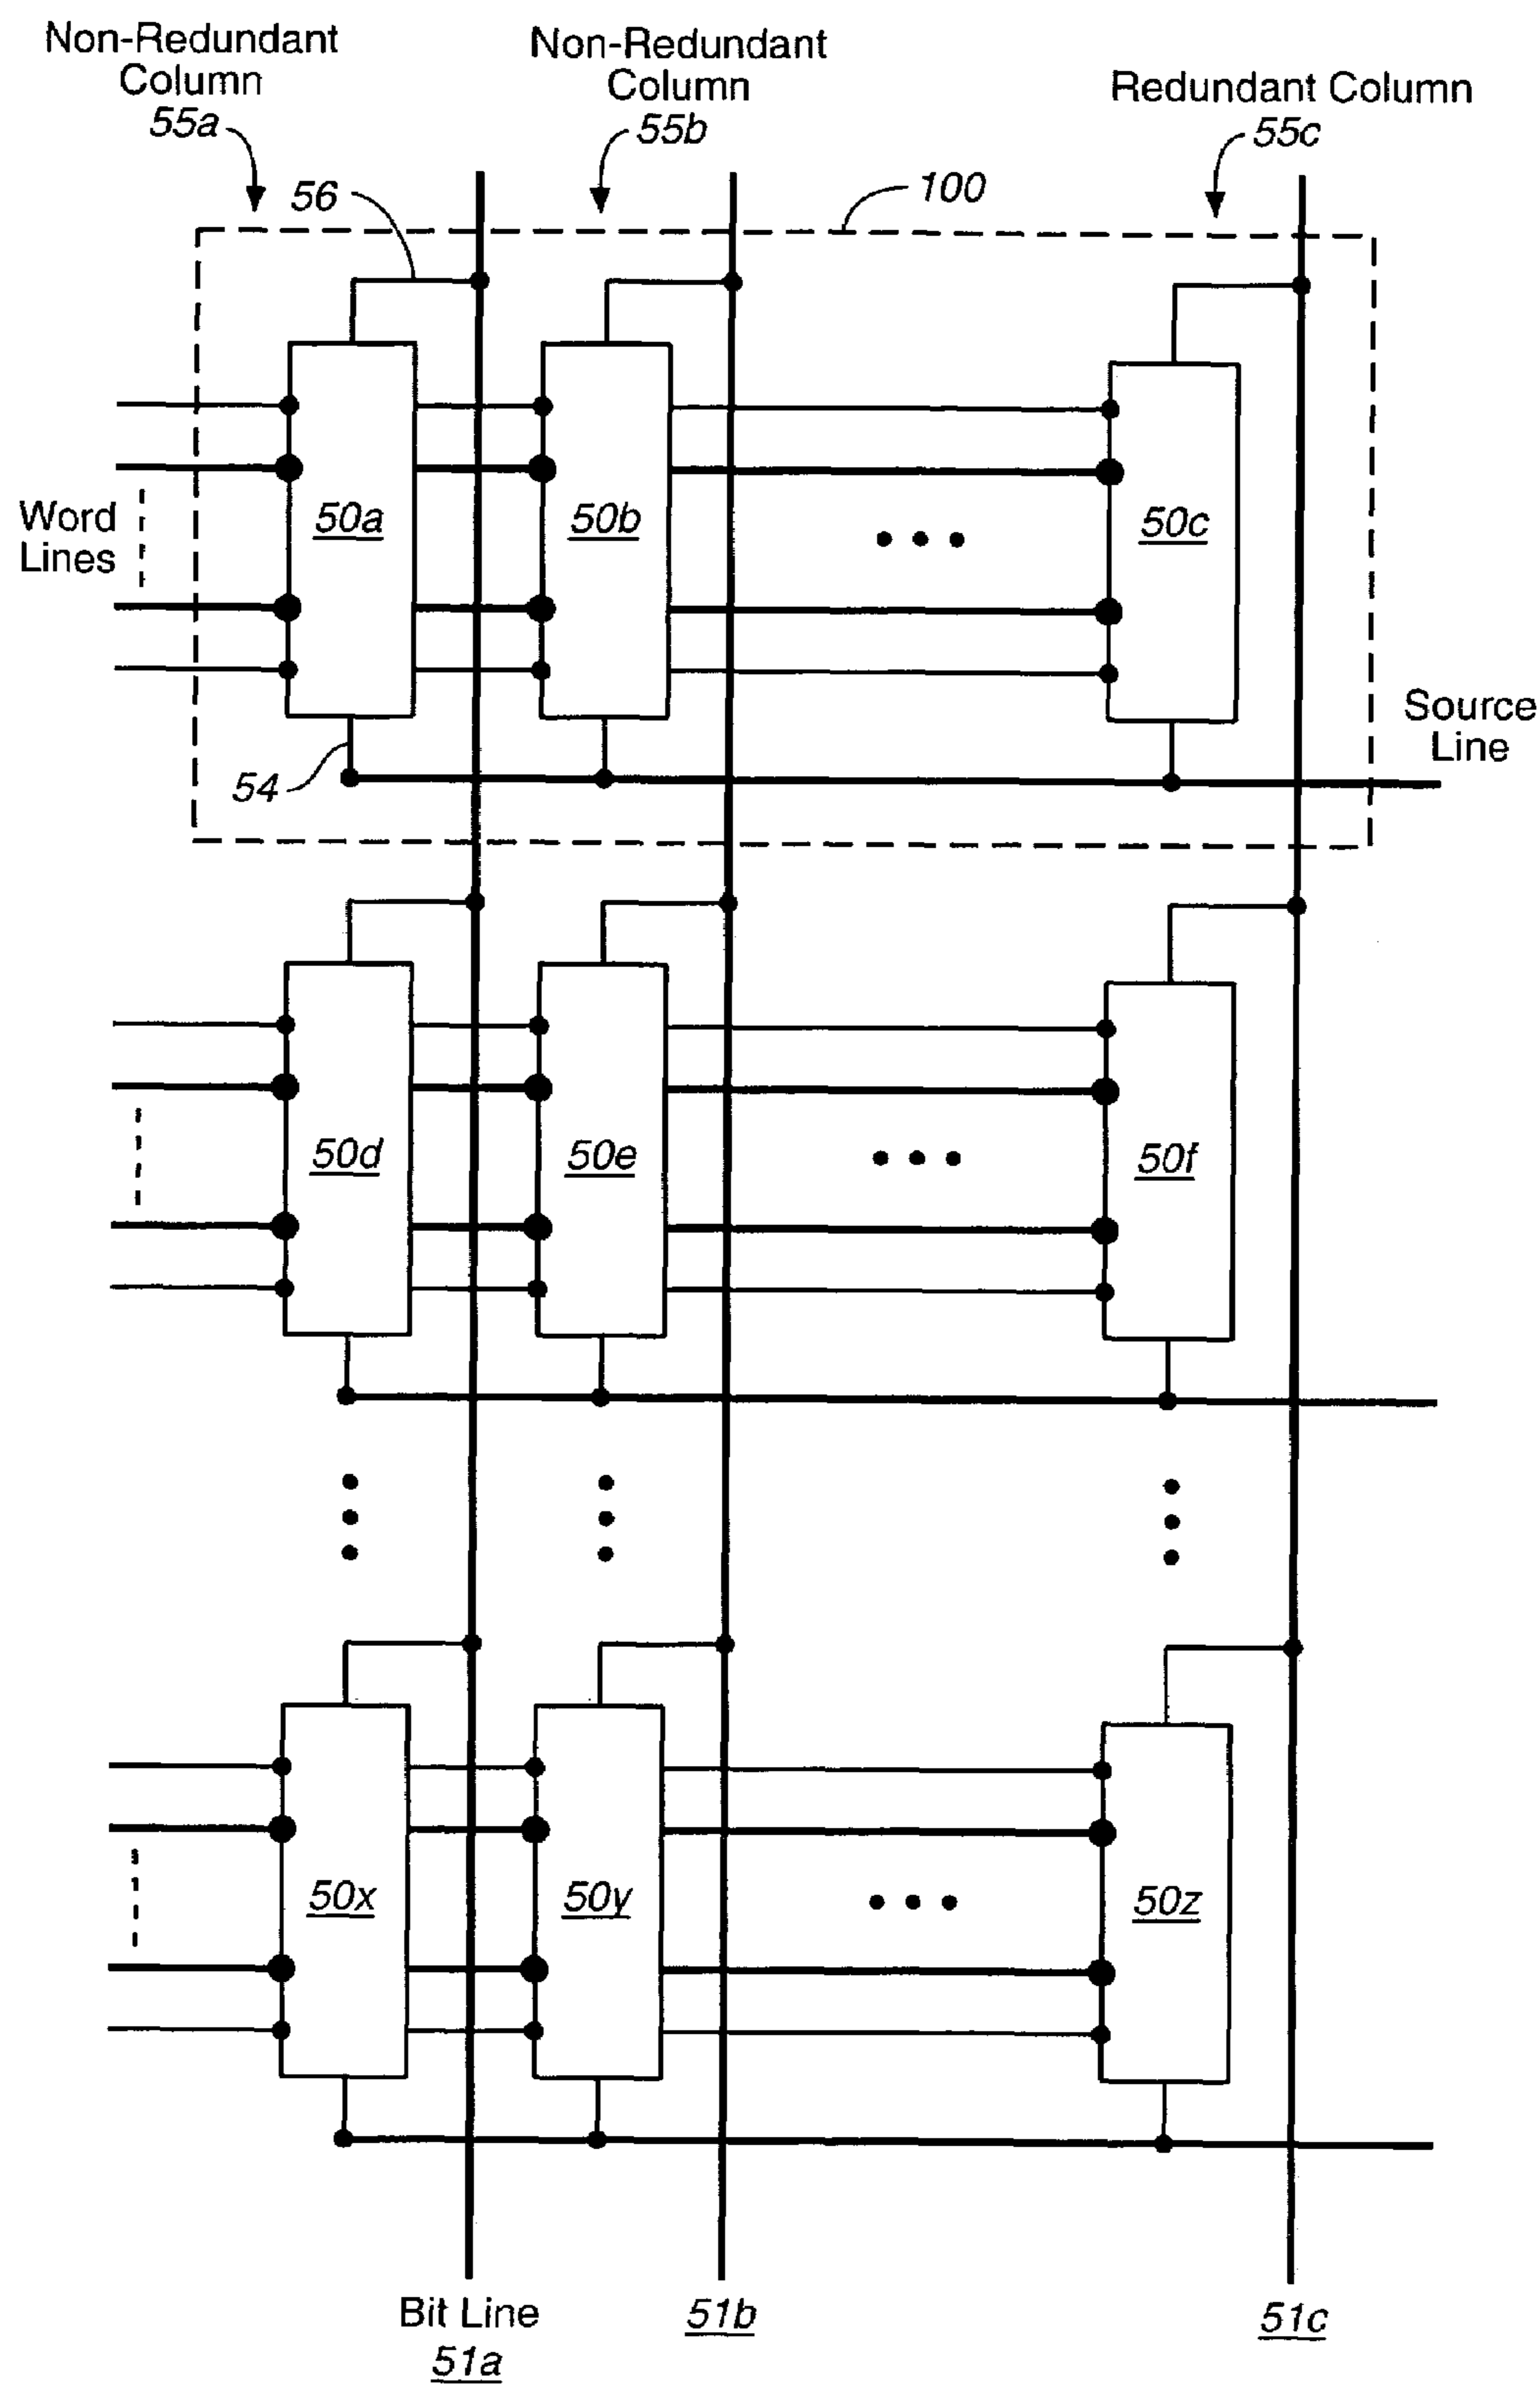 Non-Redundant
Column
55a
Non-Redundant
Column
55b
Redundant Column
55c
56
100
Word
Lines
50a
50b
50c
Source
Line
54
50d
50e
50f
50x
50y
50z
Bit Line
51a
51b
51c